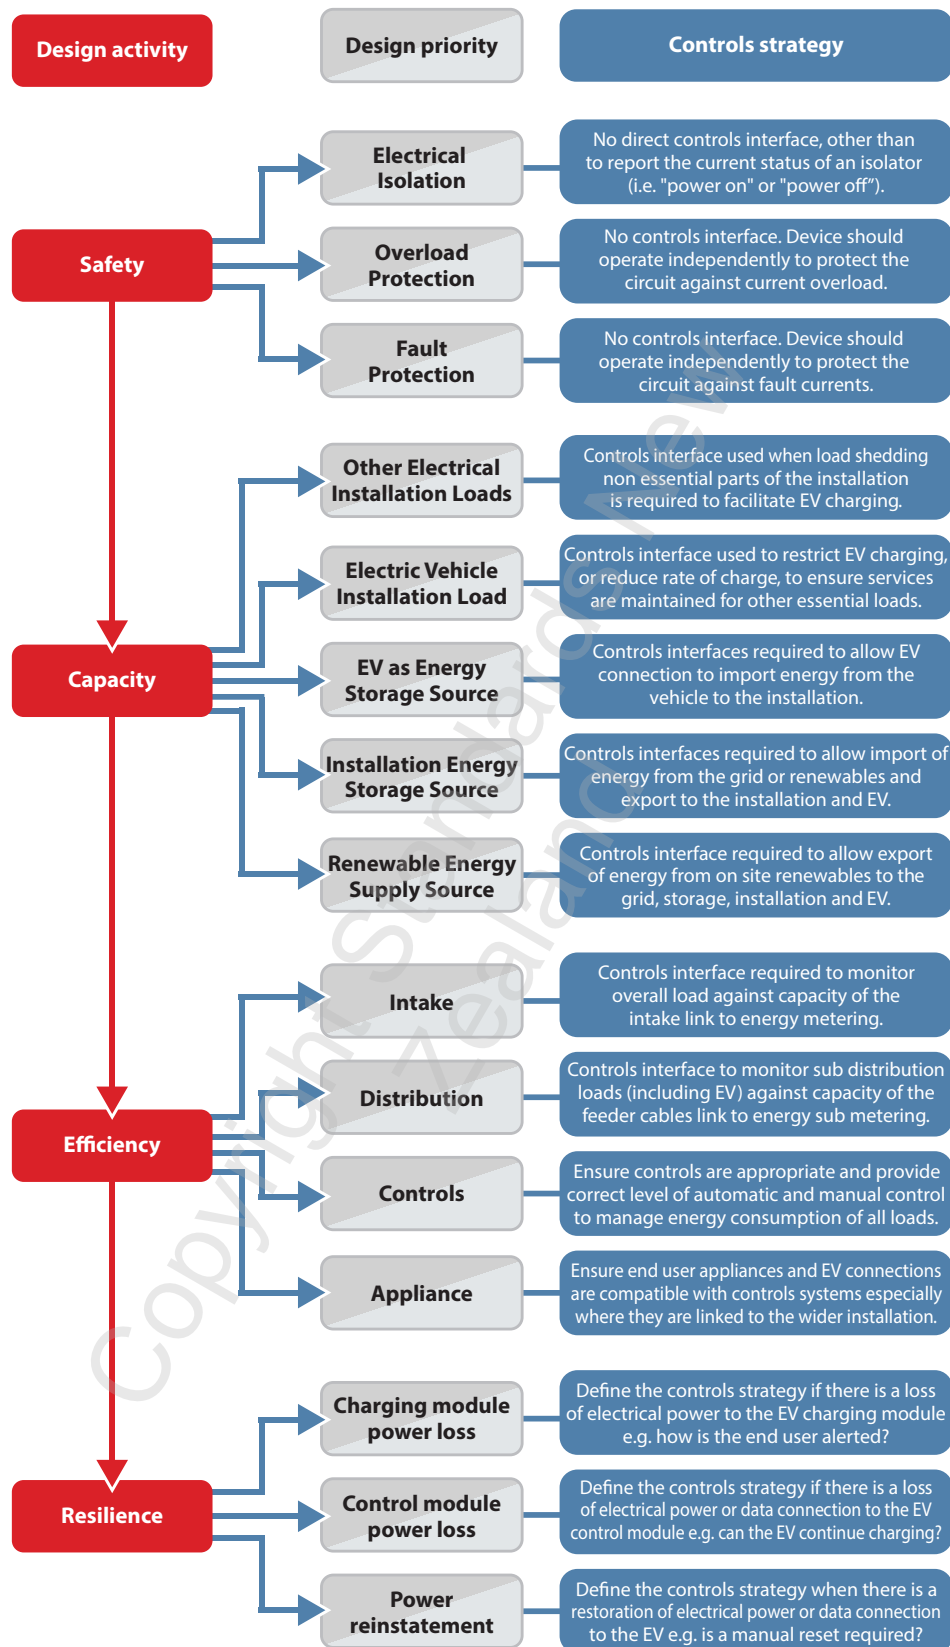 Design activity
Design priority
Controls strategy
Safety
Electrical
Isolation
No direct controls interface, other than
to report the current status of an isolator
(i.e. "power on" or "power off”).
Overload
Protection
No controls interface. Device should
operate independently to protect the
circuit against current overload.
Fault
Protection
No controls interface. Device should
operate independently to protect the
circuit against fault currents.
Capacity
Other Electrical
Installation Loads
Controls interface used when load shedding
non essential parts of the installation
is required to facilitate EV charging.
Electric Vehicle
Installation Load
Controls interface used to restrict EV charging,
or reduce rate of charge, to ensure services
are maintained for other essential loads.
EV as Energy
Storage Source
Controls interfaces required to allow EV
connection to import energy from the
vehicle to the installation.
Installation Energy
Storage Source
Controls interfaces required to allow import of
energy from the grid or renewables and
export to the installation and EV.
Renewable Energy
Supply Source
Controls interface required to allow export
of energy from on site renewables to the
grid, storage, installation and EV.
Efficiency
Intake
Controls interface required to monitor
overall load against capacity of the
intake link to energy metering.
Distribution
Controls interface to monitor sub distribution
loads (including EV) against capacity of the
feeder cables link to energy sub metering.
Controls
Ensure controls are appropriate and provide
correct level of automatic and manual control
to manage energy consumption of all loads.
Appliance
Ensure end user appliances and EV connections
are compatible with controls systems especially
where they are linked to the wider installation.
Resilience
Charging module
power loss
Define the controls strategy if there is a loss
of electrical power to the EV charging module
e.g. how is the end user alerted?
Control module
power loss
Define the controls strategy if there is a loss
of electrical power or data connection to the EV
control module e.g. can the EV continue charging?
Power
reinstatement
Define the controls strategy when there is a
restoration of electrical power or data connection
to the EV e.g. is a manual reset required?
Copyright Standards New
Zealand